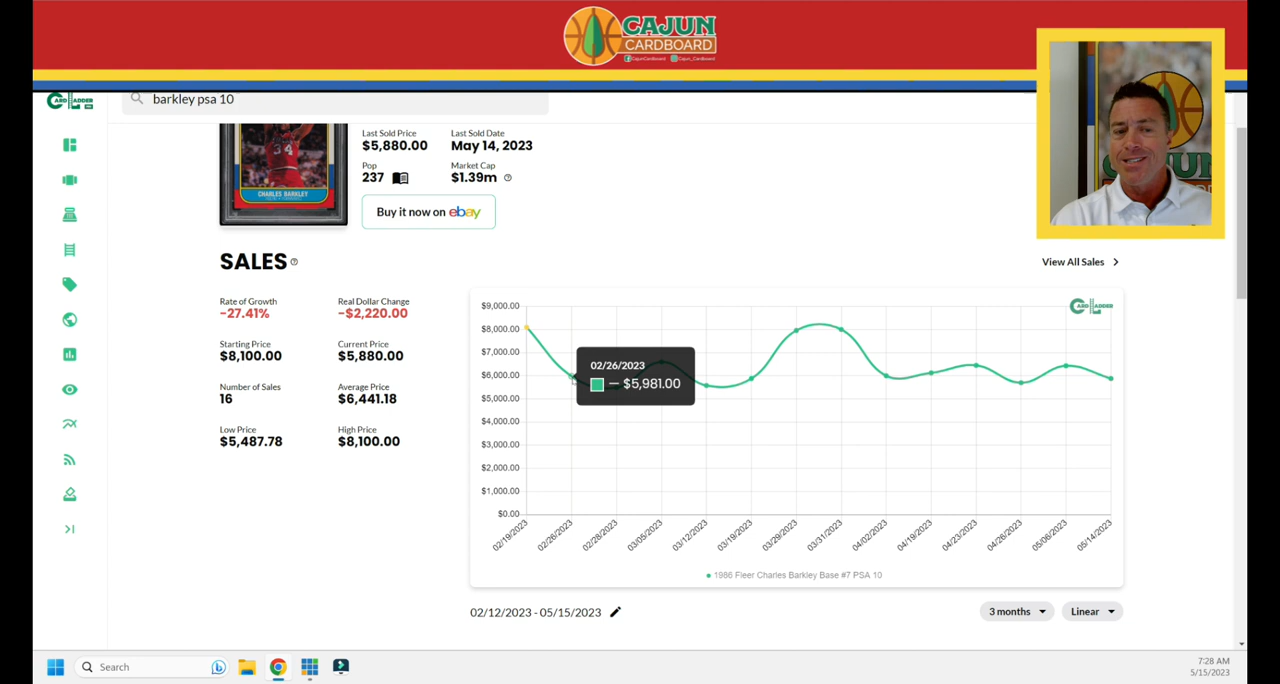 CAJUN
CARDBOARD
CajunCardboard Cajun_Cardboard
CARD LADDER
barkley psa 10
34
CHARLES BARKLEY
Last Sold Price
$5,880.00
Last Sold Date
May 14, 2023
Pop
237
Market Cap
$1.39m
Buy it now on ebay
SALES
View All Sales
Rate of Growth
-27.41%
Real Dollar Change
-$2,220.00
Starting Price
$8,100.00
Current Price
$5,880.00
Number of Sales
16
Average Price
$6,441.18
Low Price
$5,487.78
High Price
$8,100.00
CARD LADDER
$9,000.00
$8,000.00
$7,000.00
$6,000.00
$5,000.00
$4,000.00
$3,000.00
$2,000.00
$1,000.00
$0.00
02/26/2023
— $5,981.00
02/19/2023
02/26/2023
02/28/2023
03/05/2023
03/12/2023
03/19/2023
03/29/2023
03/31/2023
04/02/2023
04/19/2023
04/23/2023
04/26/2023
05/06/2023
05/14/2023
1986 Fleer Charles Barkley Base #7 PSA 10
02/12/2023 - 05/15/2023
3 months
Linear
Search
7:28 AM
5/15/2023